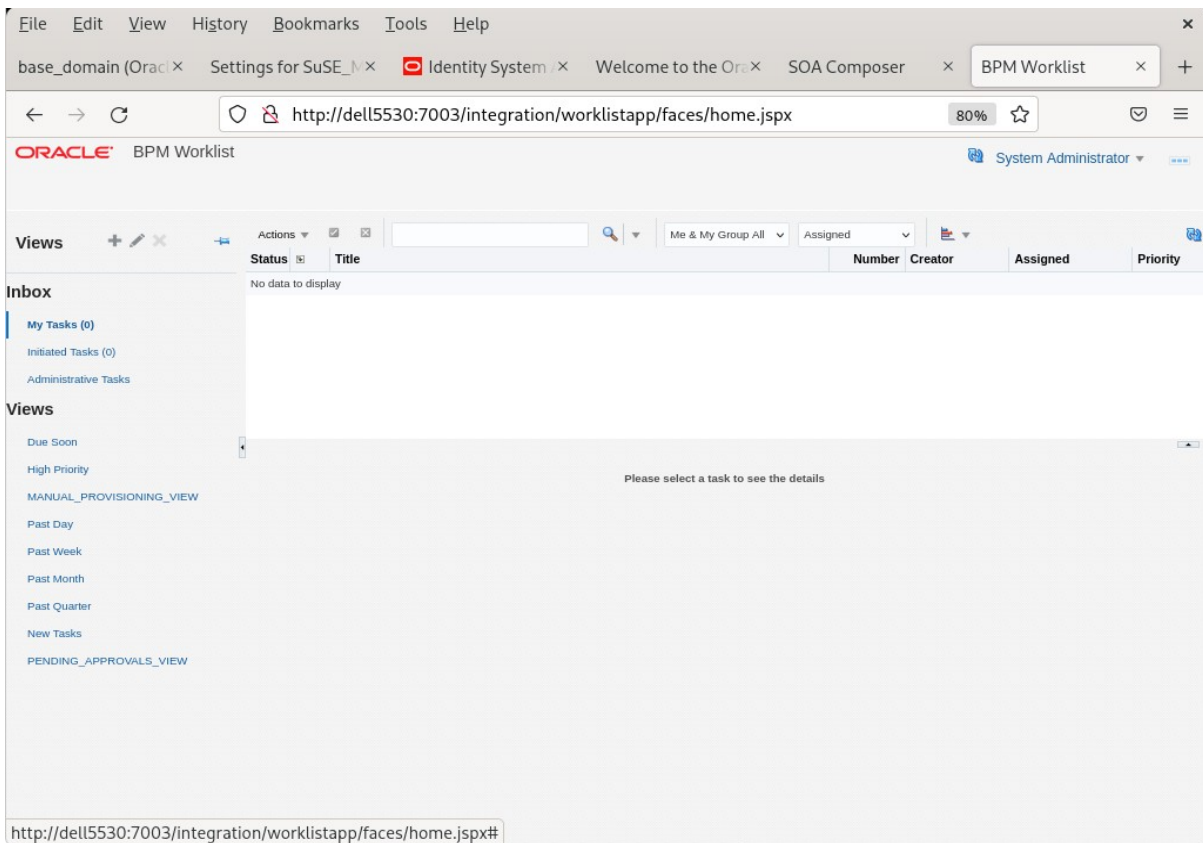 File Edit View History Bookmarks Tools Help
base_domain (Orac Settings for SuSE_M Identity System / Welcome to the Ora SOA Composer BPM Worklist
http://dell5530:7003/integration/worklistapp/faces/home.jspx 80%
ORACLE BPM Worklist System Administrator
Views Actions Me & My Group All Assigned
Status Title Number Creator Assigned Priority
No data to display
Inbox
My Tasks (0)
Initiated Tasks (0)
Administrative Tasks
Views
Due Soon
High Priority
Please select a task to see the details
MANUAL_PROVISIONING_VIEW
Past Day
Past Week
Past Month
Past Quarter
New Tasks
PENDING_APPROVALS_VIEW
http://dell5530:7003/integration/worklistapp/faces/home.jspx#